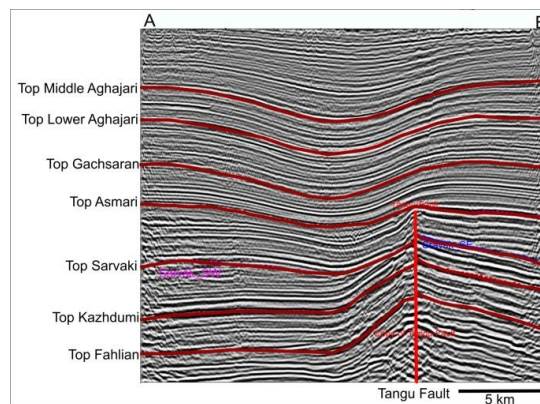 A
Top Middle Aghajari
Top Lower Aghajari
Top Gachsaran
Top Asmari
Top Sarvaki
Top Kazhdumi
Top Fahlian
Tangu Fault
5 km